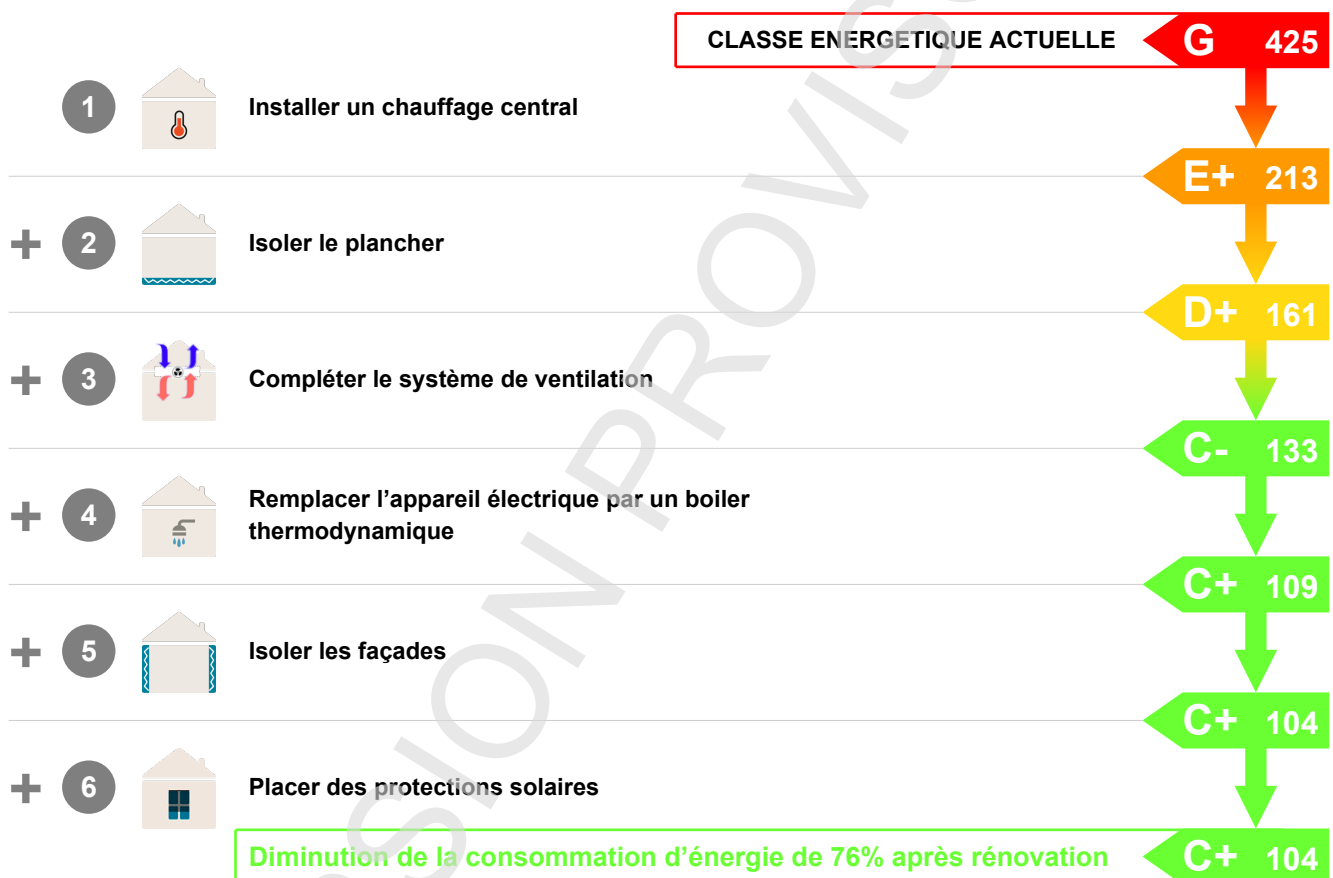 CLASSE ENERGETIQUE ACTUELLE G 425
1 Installer un chauffage central
E+ 213
+ 2 Isoler le plancher
D+ 161
+ 3 Compléter le système de ventilation
C- 133
+ 4 Remplacer l’appareil électrique par un boiler
thermodynamique
C+ 109
+ 5 Isoler les façades
C+ 104
+ 6 Placer des protections solaires
Diminution de la consommation d’énergie de 76% après rénovation C+ 104
SION PROVISO